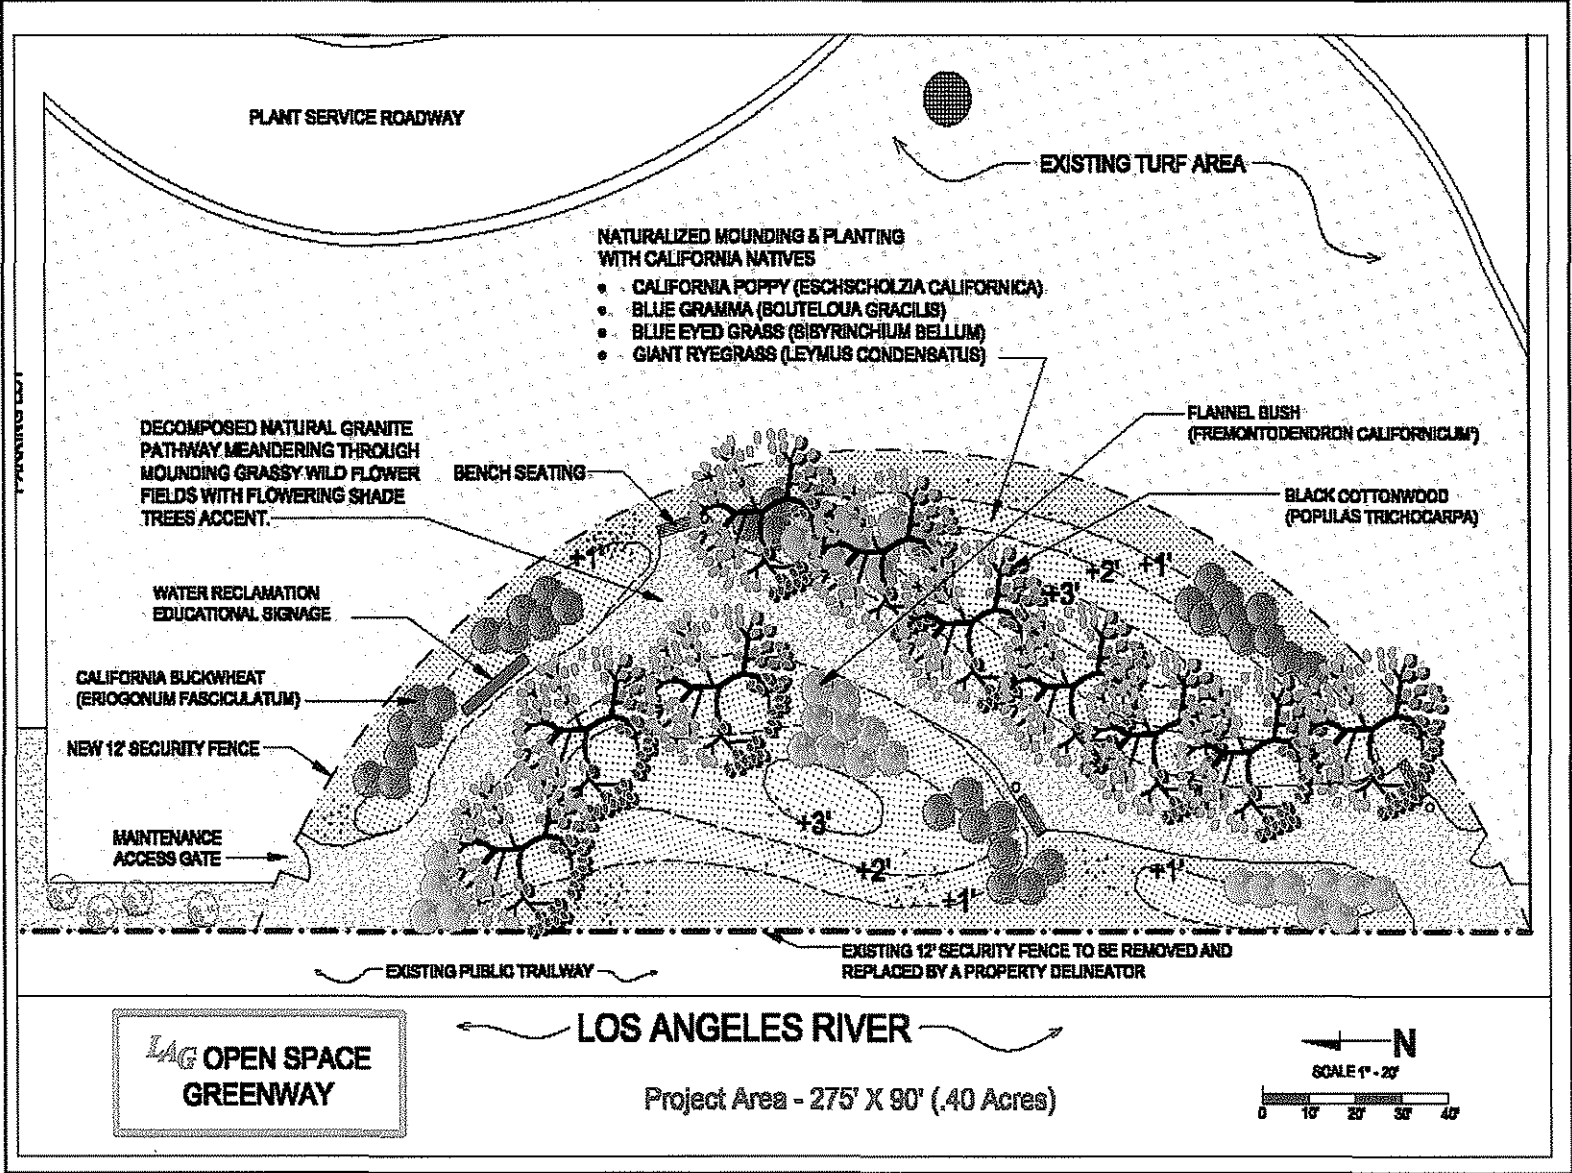 PLANT SERVICE ROADWAY
EXISTING TURF AREA
NATURALIZED MOUNDING & PLANTING
WITH CALIFORNIA NATIVES
• CALIFORNIA POPPY (ESCHSCHOLZIA CALIFORNICA)
• BLUE GRAMMA (BOUTELOUA GRACILIS)
• BLUE EYED GRASS (SISYRINCHIUM BELLUM)
• GIANT RYEGRASS (LEYMUS CONDENSATUS)
PARKING LOT
DECOMPOSED NATURAL GRANITE
PATHWAY MEANDERING THROUGH
MOUNDING GRASSY WILD FLOWER
FIELDS WITH FLOWERING SHADE
TREES ACCENT.
BENCH SEATING
FLANNEL BUSH
(FREMONTODENDRON CALIFORNICUM')
BLACK COTTONWOOD
(POPULAS TRICHOCARPA)
+1'
+2'
+1'
+3'
WATER RECLAMATION
EDUCATIONAL SIGNAGE
CALIFORNIA BUCKWHEAT
(ERIOGONUM FASCICULATUM)
NEW 12' SECURITY FENCE
MAINTENANCE
ACCESS GATE
+3'
+2'
+1'
+1'
EXISTING 12' SECURITY FENCE TO BE REMOVED AND
REPLACED BY A PROPERTY DELINEATOR
EXISTING PUBLIC TRAILWAY
LOS ANGELES RIVER
LAG OPEN SPACE
GREENWAY
Project Area - 275' X 90' (.40 Acres)
N
SCALE 1" - 20'
0 10' 20' 30' 40'